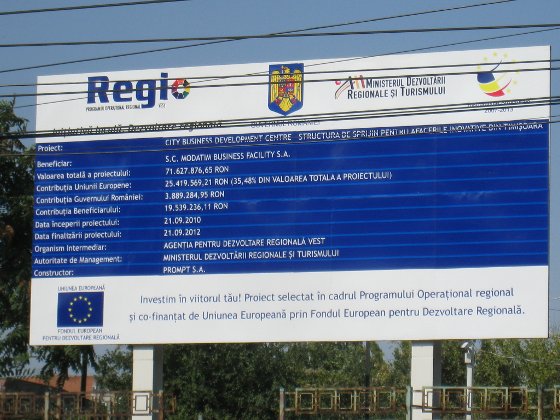 Regio
PROGRAMUL OPERAȚIONAL REGIONAL
MINISTERUL DEZVOLTĂRII
REGIONALE ȘI TURISMULUI
Proiect: CITY BUSINESS DEVELOPMENT CENTRE - STRUCTURA DE SPRIJIN PENTRU AFACERILE INOVATIVE DIN TIMIȘOARA
Beneficiar: S.C. MODATIM BUSINESS FACILITY S.A.
Valoarea totală a proiectului: 71.627.876,65 RON
Contribuția Uniunii Europene: 25.419.569,21 RON (35,48% DIN VALOAREA TOTALA A PROIECTULUI)
Contribuția Guvernului României: 3.889.284,95 RON
Contribuția Beneficiarului: 19.539.236,11 RON
Data începerii proiectului: 21.09.2010
Data finalizării proiectului: 21.09.2012
Organism Intermediar: AGENȚIA PENTRU DEZVOLTARE REGIONALĂ VEST
Autoritate de Management: MINISTERUL DEZVOLTĂRII REGIONALE ȘI TURISMULUI
Constructor: PROMPT S.A.
UNIUNEA EUROPEANĂ
Investim în viitorul tău! Proiect selectat în cadrul Programului Operațional regional
și co-finanțat de Uniunea Europeană prin Fondul European pentru Dezvoltare Regională.
FONDUL EUROPEAN
PENTRU DEZVOLTARE REGIONALĂ